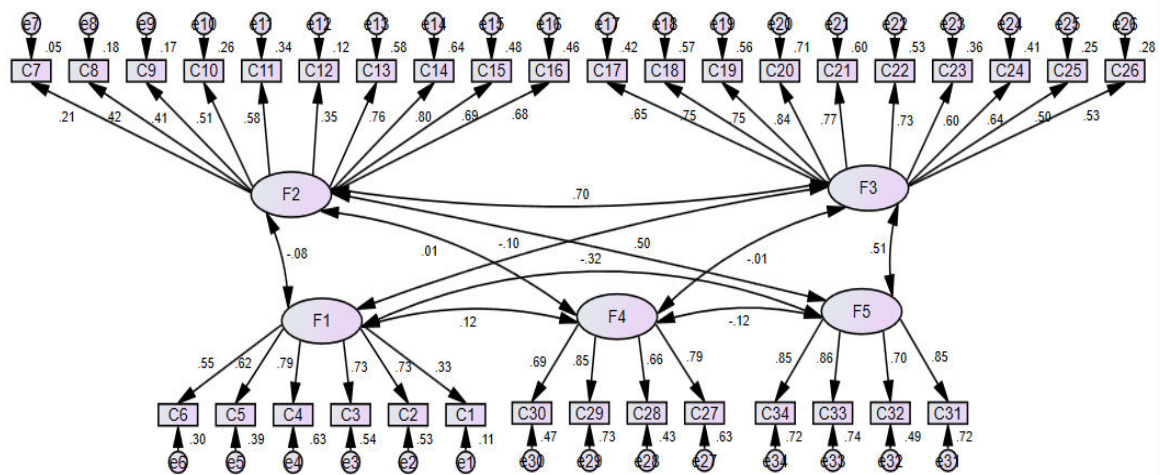 e7 e8 e9 e10 e11 e12 e13 e14 e15 e16 e17 e18 e19 e20 e21 e22 e23 e24 e25 e26
.05 .18 .17 .26 .34 .12 .58 .64 .48 .46 .42 .57 .56 .71 .60 .53 .36 .41 .25 .28
C7 C8 C9 C10 C11 C12 C13 C14 C15 C16 C17 C18 C19 C20 C21 C22 C23 C24 C25 C26
.21 .42 .41 .51 .58 .35 .76 .80 .69 .68 .65 .75 .75 .84 .77 .73 .60 .64 .50 .53
F2 F3
.70
-.08 .01 -.10 .50 -.01 .51
-.32
F1 F4 F5
.12 -.12
.55 .62 .79 .73 .73 .33 .69 .85 .66 .79 .85 .86 .70 .85
C6 C5 C4 C3 C2 C1 C30 C29 C28 C27 C34 C33 C32 C31
.30 .39 .63 .54 .53 .11 .47 .73 .43 .63 .72 .74 .49 .72
e6 e5 e4 e3 e2 e1 e30 e29 e28 e27 e34 e33 e32 e31